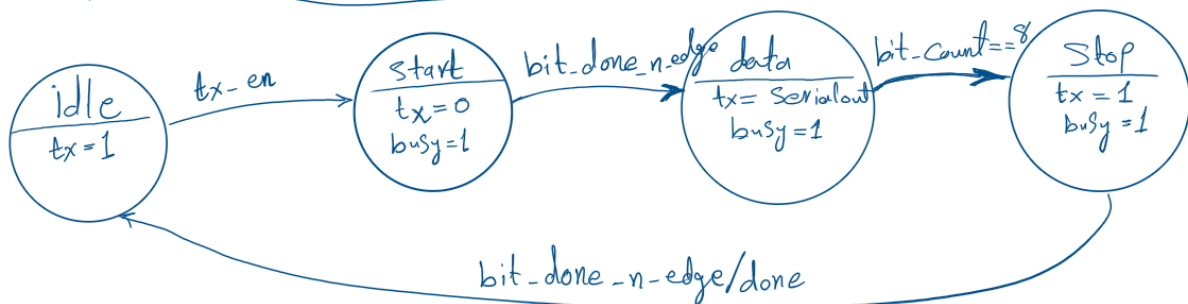 idle
tx=1
tx_en
start
tx=0
busy=1
bit_done_n_edge
data
tx= Serialout
busy=1
bit_count==8
Stop
tx=1
busy=1
bit_done_n_edge/done